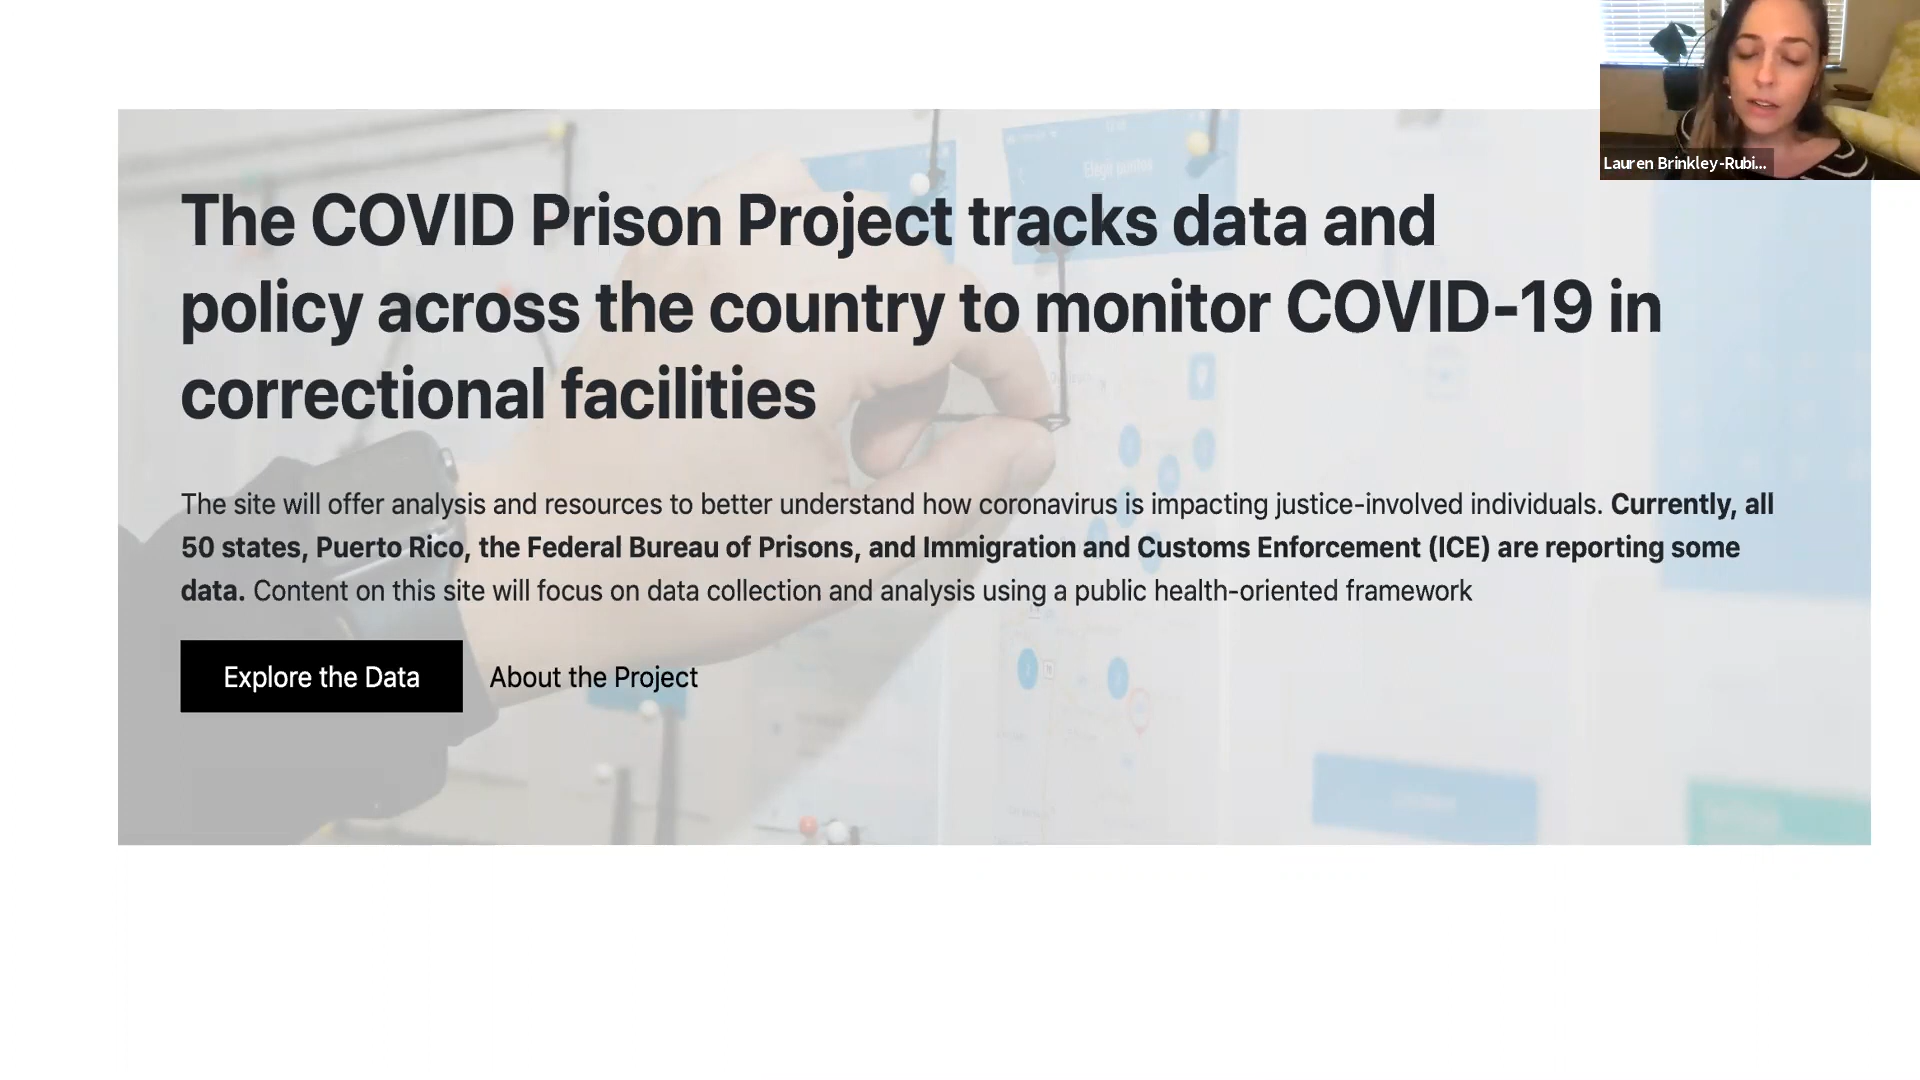 Lauren Brinkley-Rubi...
The COVID Prison Project tracks data and
policy across the country to monitor COVID-19 in
correctional facilities
The site will offer analysis and resources to better understand how coronavirus is impacting justice-involved individuals. Currently, all
50 states, Puerto Rico, the Federal Bureau of Prisons, and Immigration and Customs Enforcement (ICE) are reporting some
data. Content on this site will focus on data collection and analysis using a public health-oriented framework
Explore the Data
About the Project